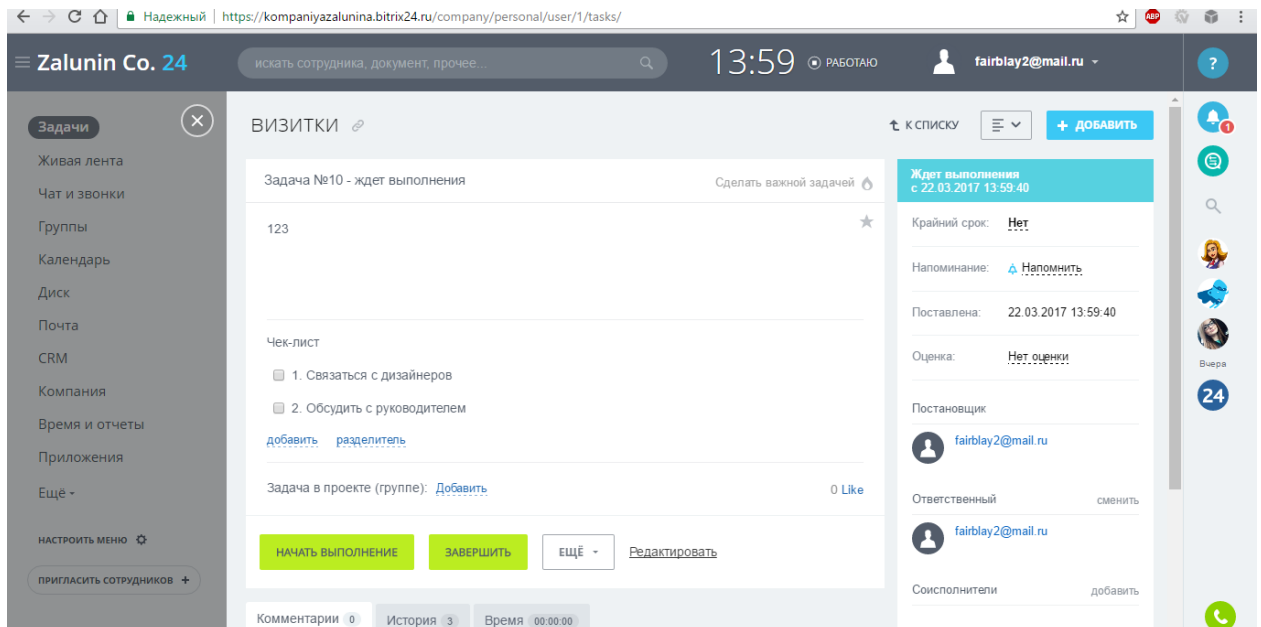 Надежный https://kompaniyazalunina.bitrix24.ru/company/personal/user/1/tasks/
ABP
Zalunin Co. 24
искать сотрудника, документ, прочее...
13:59 РАБОТАЮ
fairblay2@mail.ru
?
Задачи
Живая лента
Чат и звонки
Группы
Календарь
Диск
Почта
CRM
Компания
Время и отчеты
Приложения
Ещё
НАСТРОИТЬ МЕНЮ
ПРИГЛАСИТЬ СОТРУДНИКОВ +
ВИЗИТКИ
К СПИСКУ
+ ДОБАВИТЬ
Задача №10 - ждет выполнения
Сделать важной задачей
123
Чек-лист
1. Связаться с дизайнеров
2. Обсудить с руководителем
добавить разделитель
Задача в проекте (группе): Добавить
0 Like
НАЧАТЬ ВЫПОЛНЕНИЕ ЗАВЕРШИТЬ ЕЩЁ Редактировать
Комментарии 0 История 3 Время 00:00:00
Ждет выполнения
с 22.03.2017 13:59:40
Крайний срок: Нет
Напоминание: Напомнить
Поставлена: 22.03.2017 13:59:40
Оценка: Нет оценки
Постановщик
fairblay2@mail.ru
Ответственный сменить
fairblay2@mail.ru
Соисполнители добавить
1
Вчера
24